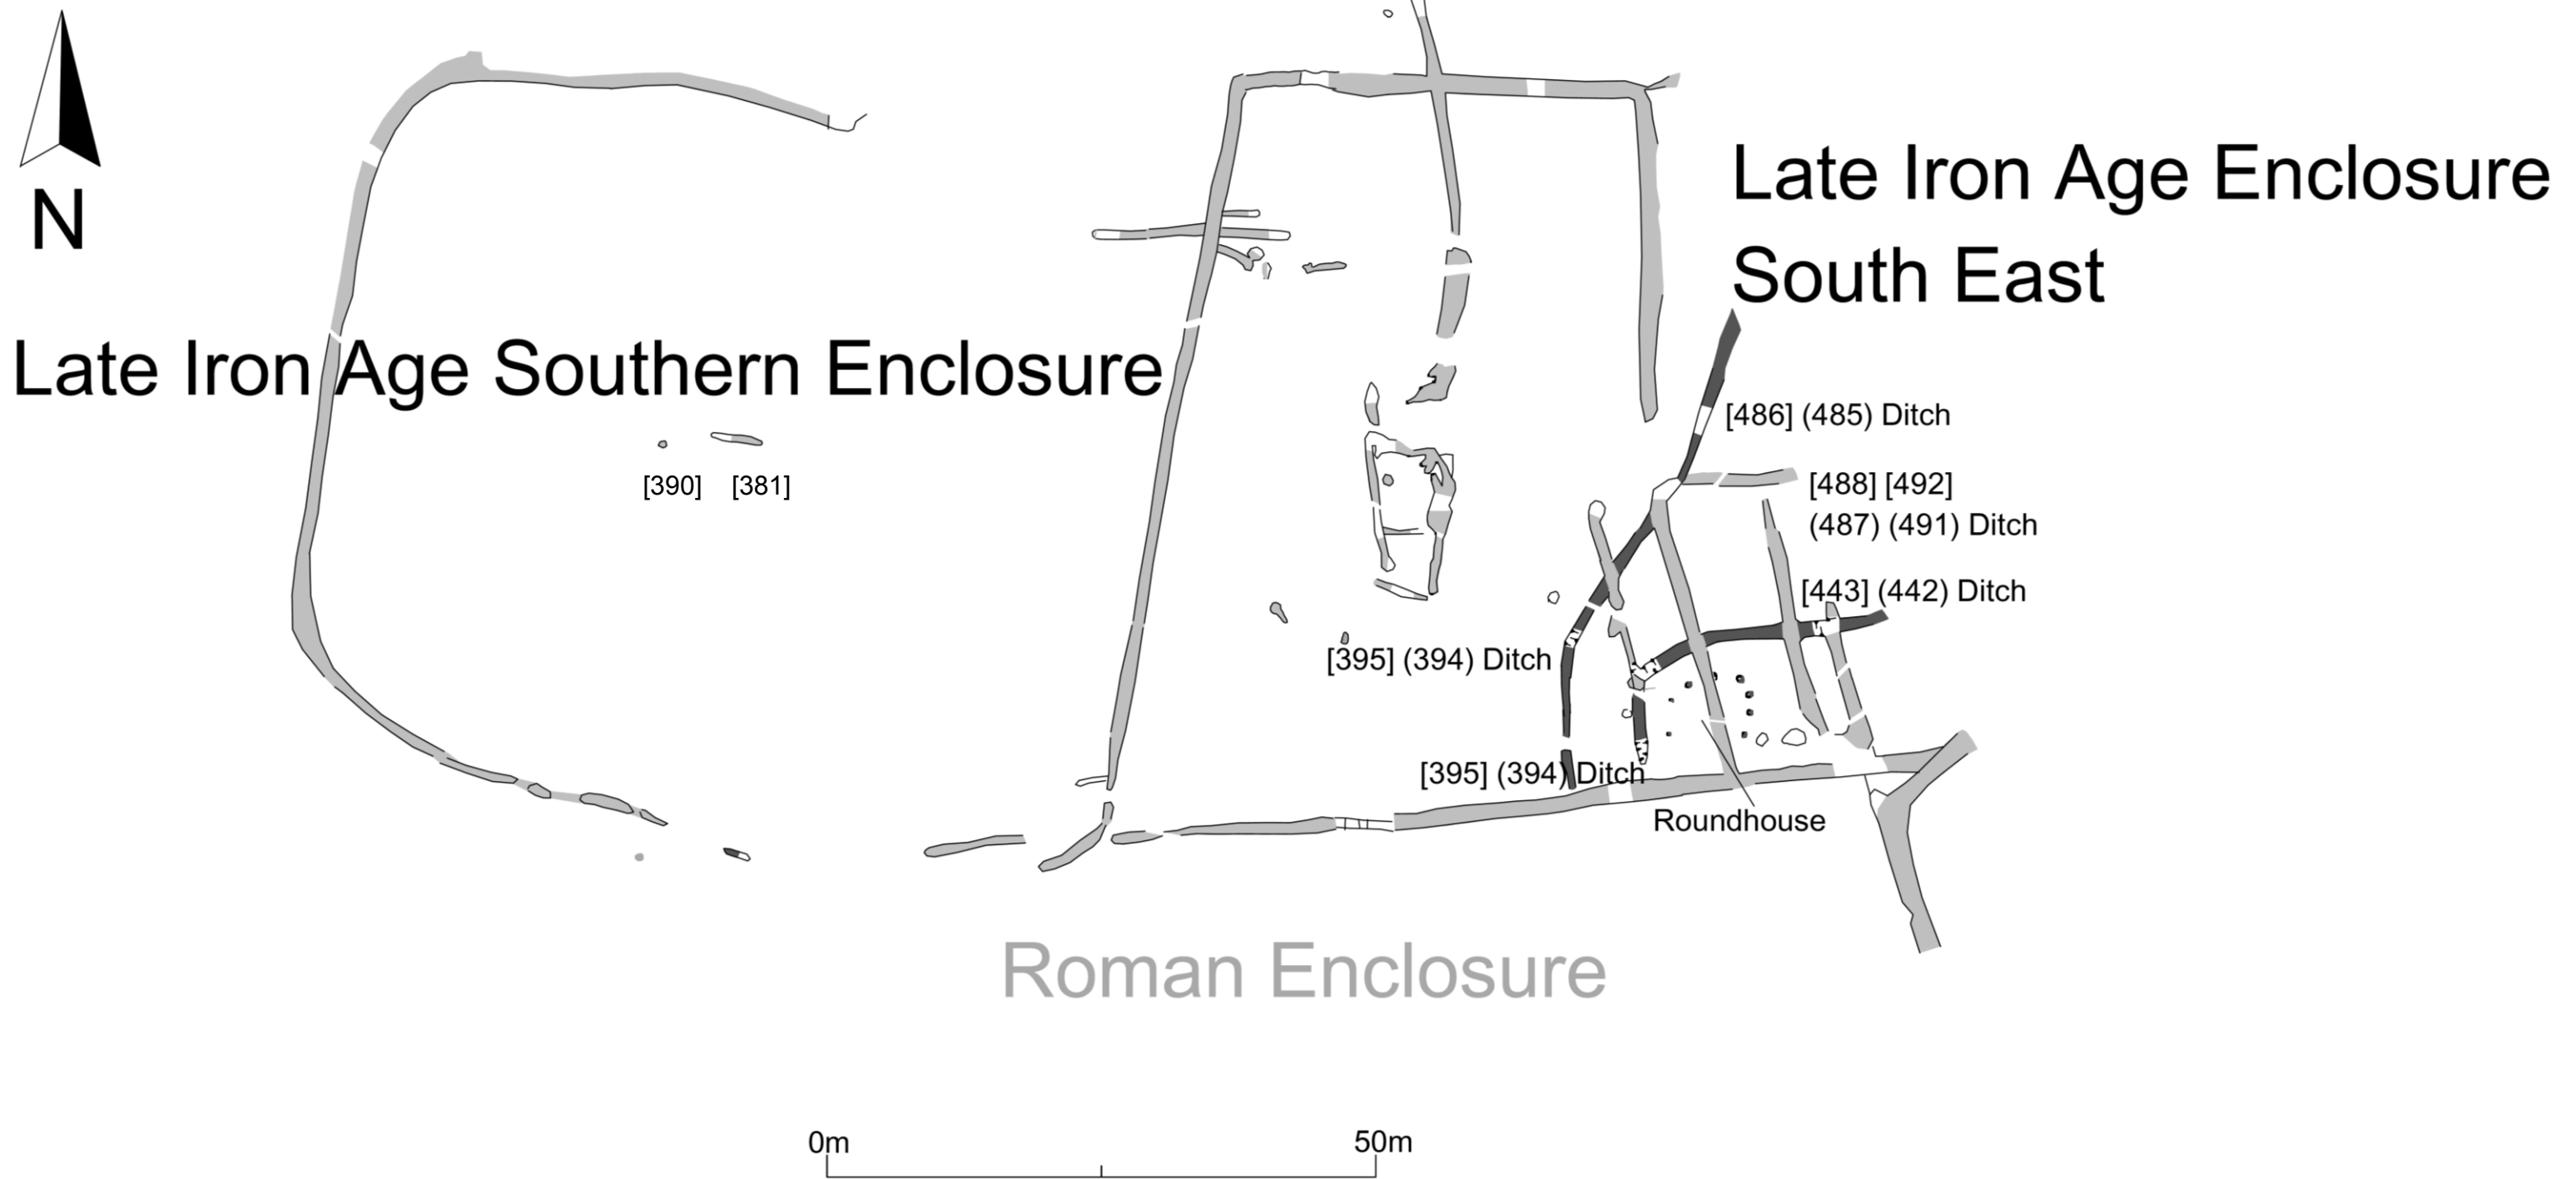 N
Late Iron Age Enclosure
South East
Late Iron Age Southern Enclosure
[486] (485) Ditch
[390] [381]
[488] [492]
(487) (491) Ditch
[443] (442) Ditch
[395] (394) Ditch
[395] (394) Ditch
Roundhouse
Roman Enclosure
0m 50m